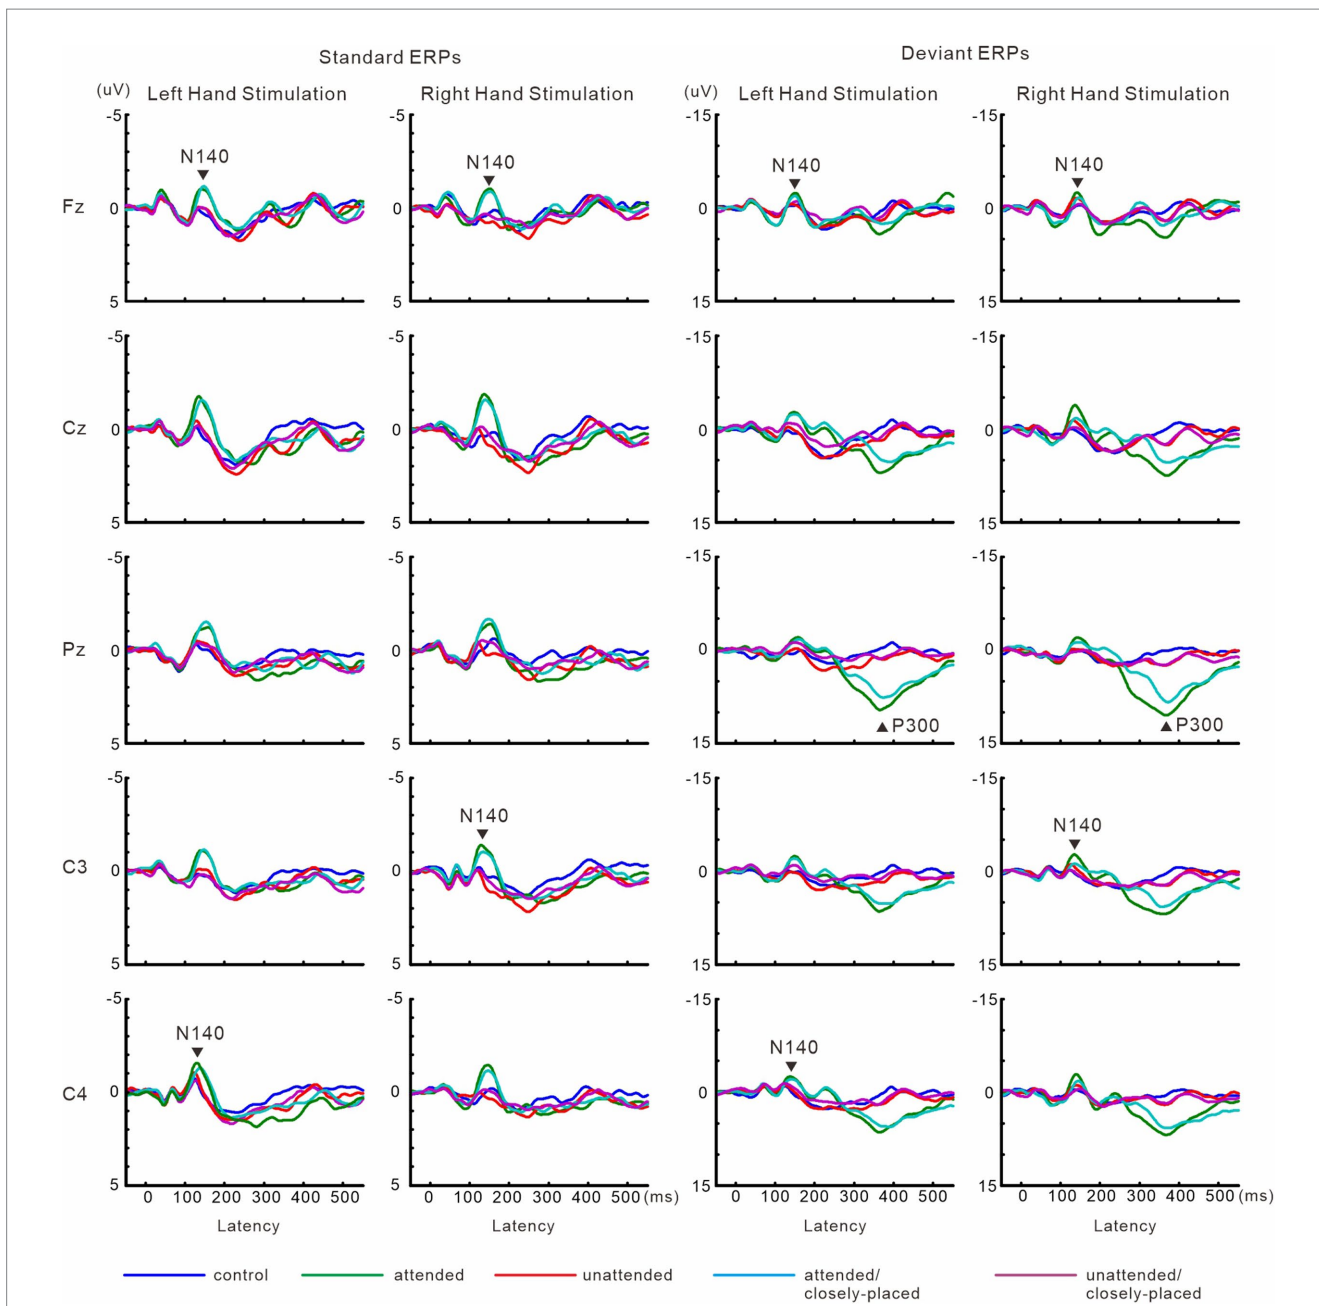 Standard ERPs
Deviant ERPs
(uV)
Left Hand Stimulation
Right Hand Stimulation
(uV)
Left Hand Stimulation
Right Hand Stimulation
-5
-5
-15
-15
N140
N140
N140
N140
Fz
0
0
0
0
5
5
15
15
-5
-5
-15
-15
Cz
0
0
0
0
5
5
15
15
-5
-5
-15
-15
Pz
0
0
0
0
P300
P300
5
5
15
15
-5
-5
-15
-15
N140
N140
C3
0
0
0
0
5
5
15
15
-5
-5
-15
-15
N140
N140
C4
0
0
0
0
5
5
15
15
0 100 200 300 400 500
0 100 200 300 400 500 (ms)
0 100 200 300 400 500
0 100 200 300 400 500 (ms)
Latency
Latency
Latency
Latency
control
attended
unattended
attended/
closely-placed
unattended/
closely-placed